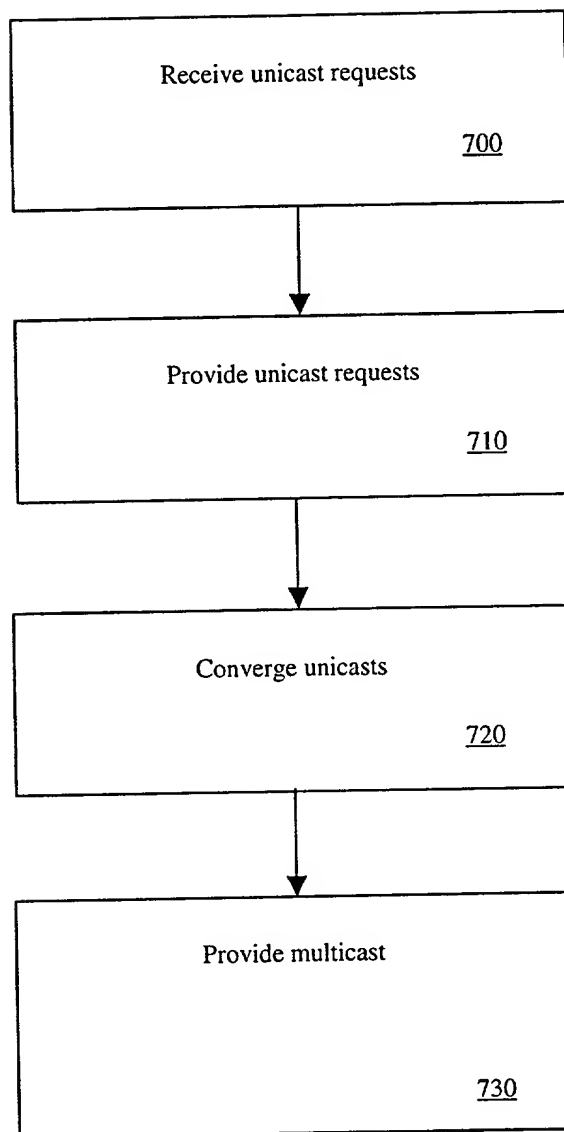 Receive unicast requests
700
Provide unicast requests
710
Converge unicasts
720
Provide multicast
730